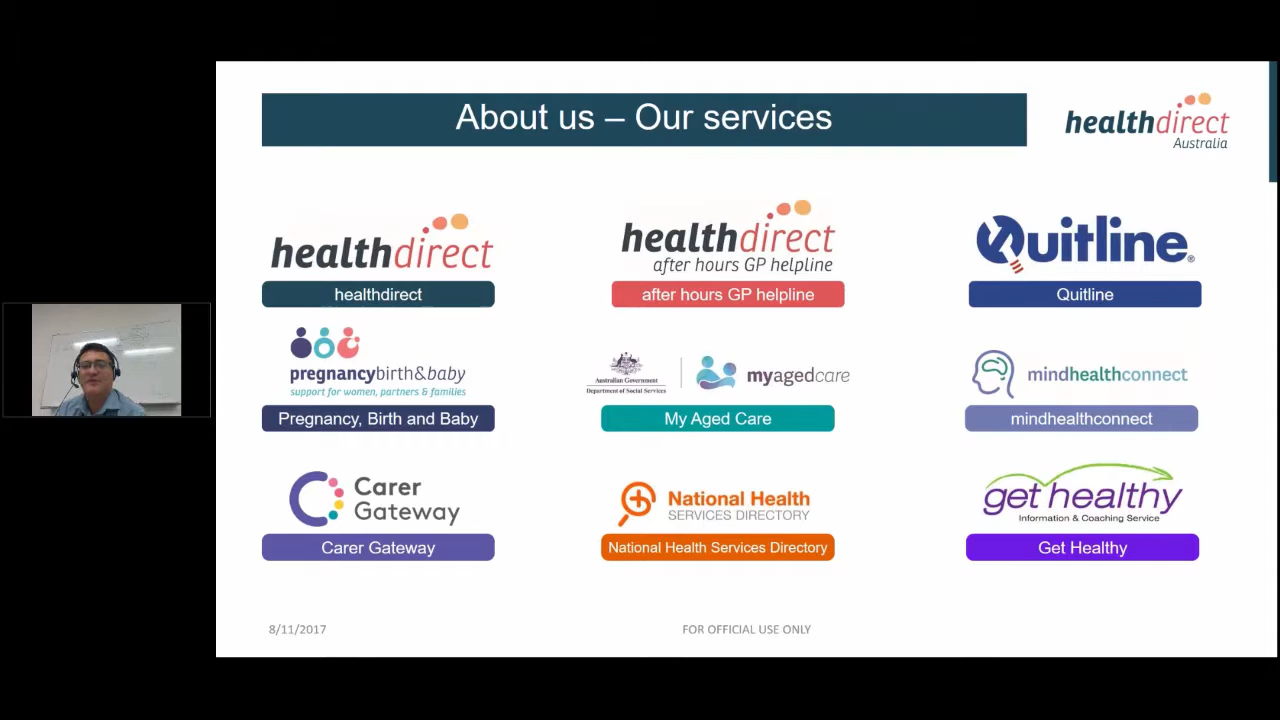 About us – Our services
healthdirect
Australia
healthdirect
healthdirect
after hours GP helpline
Quitline®
healthdirect
after hours GP helpline
Quitline
pregnancybirth&baby
support for women, partners & families
Australian Government
Department of Social Services
myagedcare
mindhealthconnect
Pregnancy, Birth and Baby
My Aged Care
mindhealthconnect
Carer
Gateway
National Health
SERVICES DIRECTORY
get healthy
Information & Coaching Service
Carer Gateway
National Health Services Directory
Get Healthy
8/11/2017
FOR OFFICIAL USE ONLY